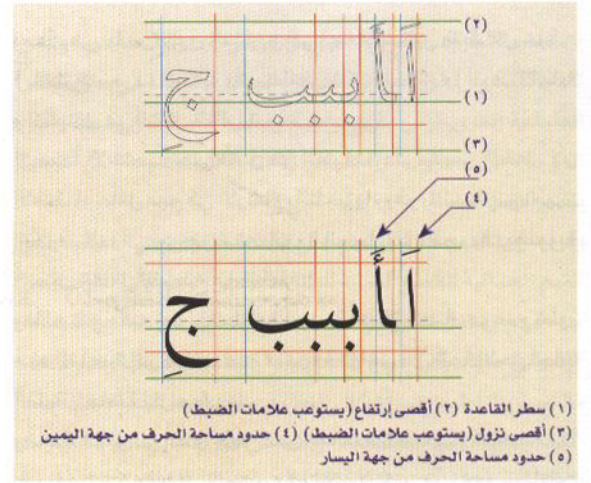 (٢)
(١)
(٣)
(٥)
(٤)
اَأَبببب جِ
(١) سطر القاعدة (٢) أقصى إرتفاع (يستوعب علامات الضبط)
(٣) أقصى نزول (يستوعب علامات الضبط) (٤) حدود مساحة الحرف من جهة اليمين
(٥) حدود مساحة الحرف من جهة اليسار